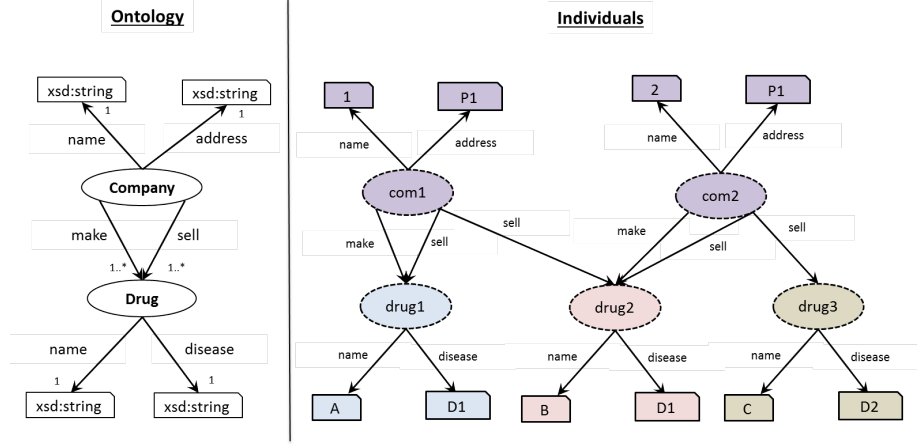 Ontology
Individuals
xsd:string
xsd:string
1
1
name
address
Company
make
sell
1..*
1..*
Drug
name
disease
1
1
xsd:string
xsd:string
1
P1
2
P1
name
address
name
address
com1
com2
make
sell
sell
make
sell
sell
drug1
drug2
drug3
name
disease
name
disease
name
disease
A
D1
B
D1
C
D2